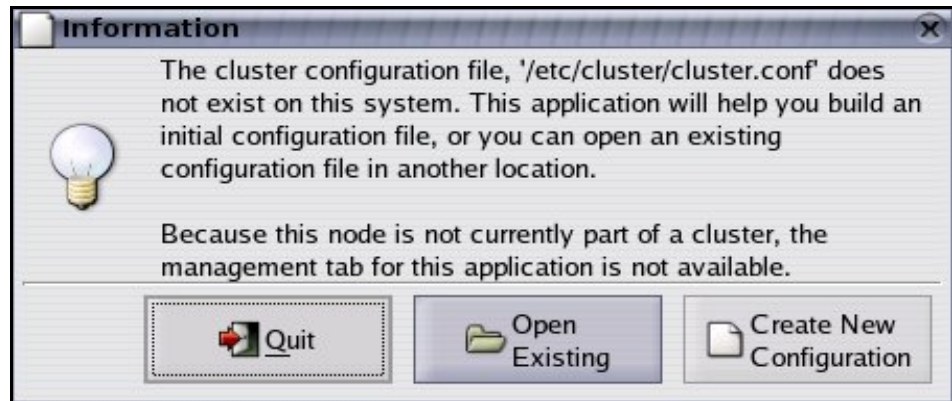 Information
The cluster configuration file, '/etc/cluster/cluster.conf' does
not exist on this system. This application will help you build an
initial configuration file, or you can open an existing
configuration file in another location.
Because this node is not currently part of a cluster, the
management tab for this application is not available.
Quit
Open
Existing
Create New
Configuration